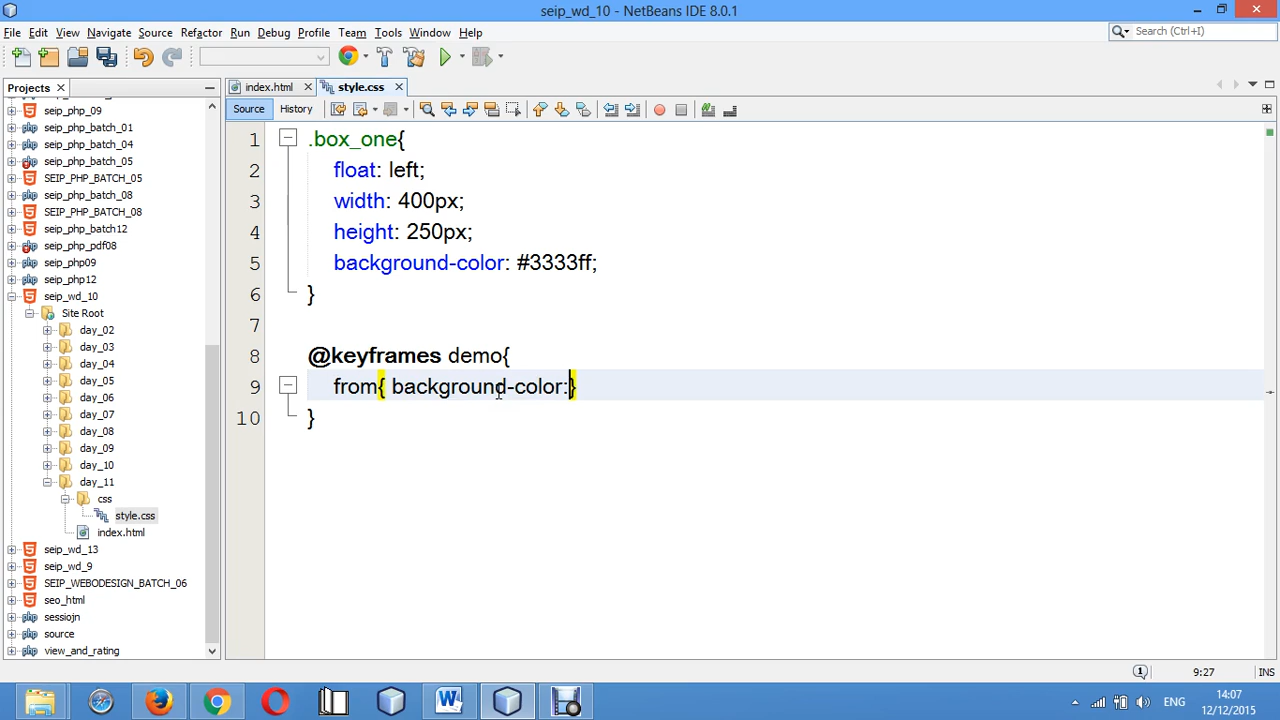 seip_wd_10 - NetBeans IDE 8.0.1
File Edit View Navigate Source Refactor Run Debug Profile Team Tools Window Help
Search (Ctrl+I)
Projects
index.html
style.css
Source History
seip_php_09
seip_php_batch_01
seip_php_batch_04
seip_php_batch_05
SEIP_PHP_BATCH_05
seip_php_batch_08
SEIP_PHP_BATCH_08
seip_php_batch12
seip_php_pdf08
seip_php09
seip_php12
seip_wd_10
Site Root
day_02
day_03
day_04
day_05
day_06
day_07
day_08
day_09
day_10
day_11
css
style.css
index.html
seip_wd_13
seip_wd_9
SEIP_WEBODESIGN_BATCH_06
seo_html
sessiojn
source
view_and_rating
1 .box_one{
2 float: left;
3 width: 400px;
4 height: 250px;
5 background-color: #3333ff;
6 }
7
8 @keyframes demo{
9 from{ background-color:}
10 }
9:27 INS
ENG
14:07
12/12/2015